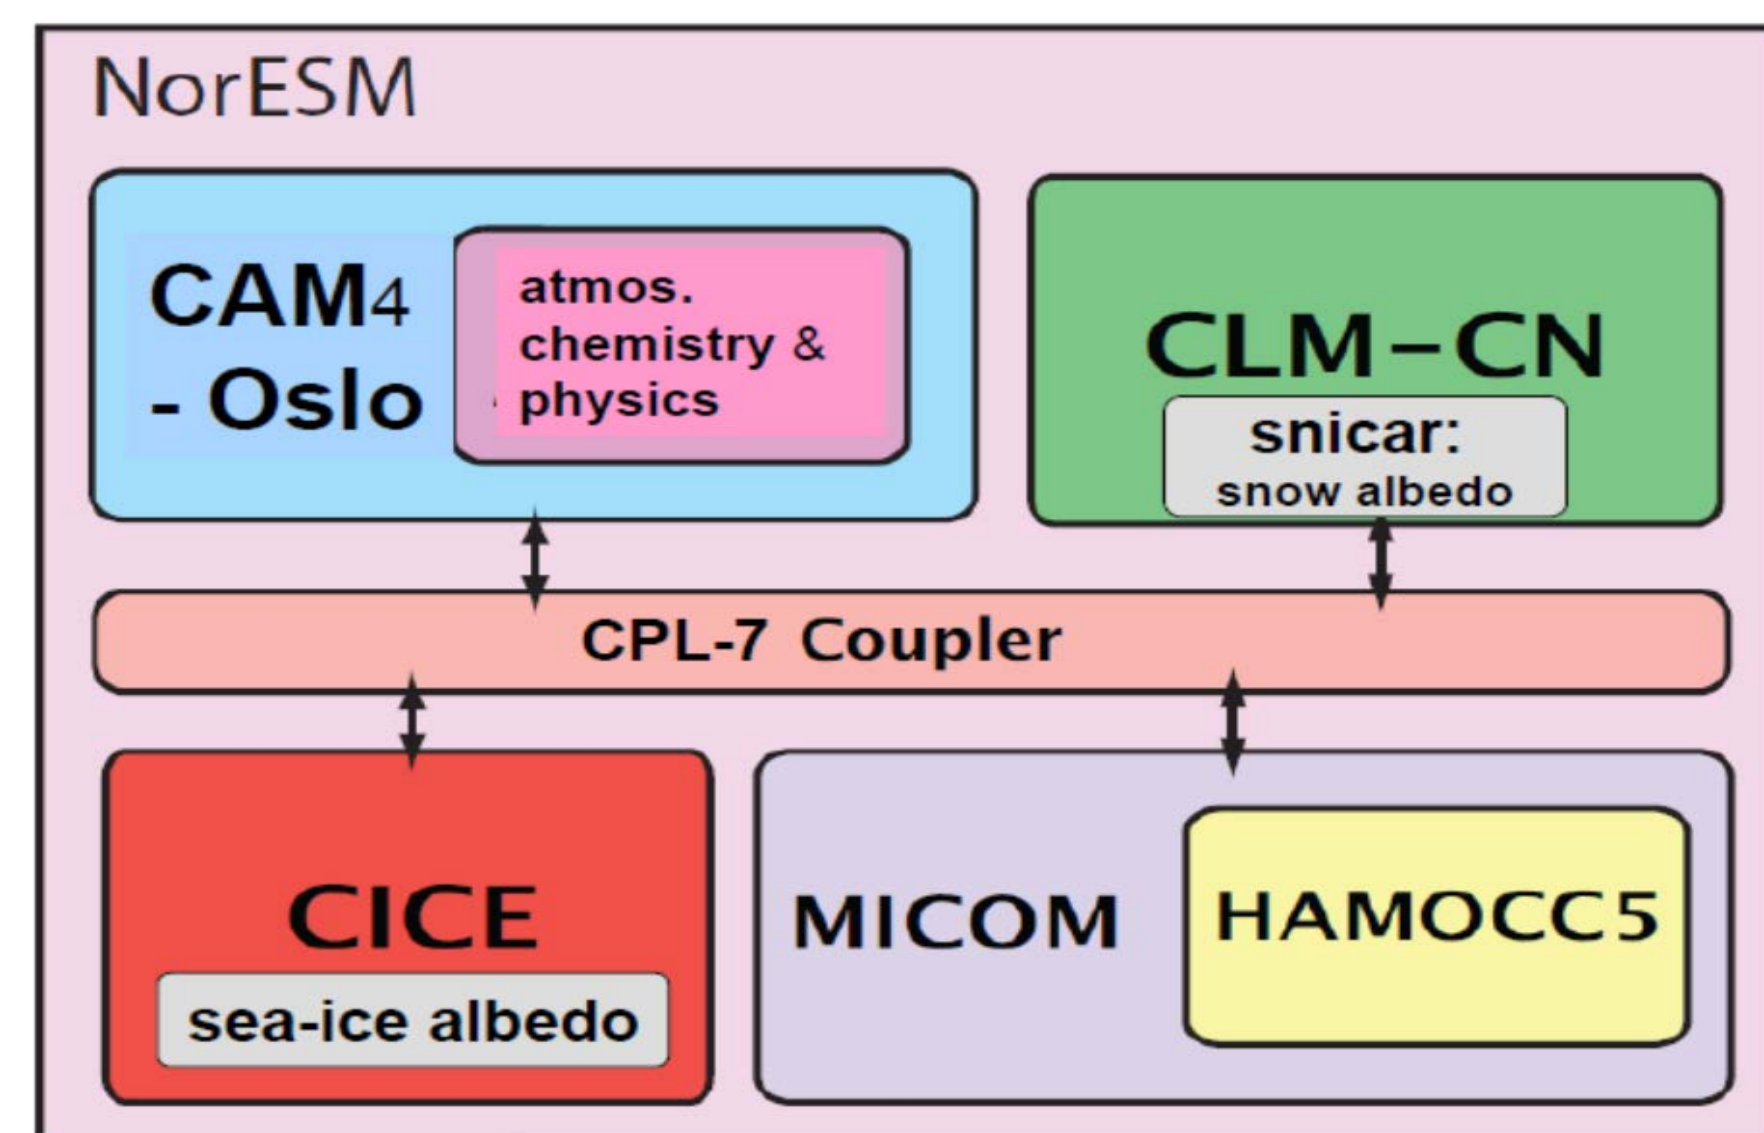 NorESM
CAM4
- Oslo
atmos.
chemistry &
physics
CLM-CN
snicar:
snow albedo
CPL-7 Coupler
CICE
sea-ice albedo
MICOM
HAMOCC5